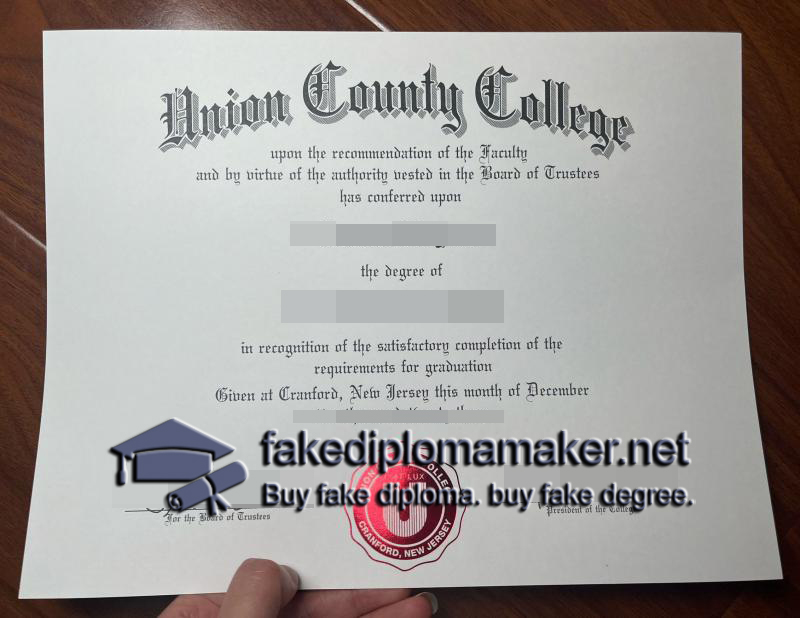 Union County College
upon the recommendation of the Faculty
and by virtue of the authority vested in the Board of Trustees
has conferred upon
the degree of
in recognition of the satisfactory completion of the
requirements for graduation
Given at Cranford, New Jersey this month of December
fakediplomamaker.net
Buy fake diploma. buy fake degree.
LUX
CRANFORD, NEW JERSEY
For the Board of Trustees
President of the College